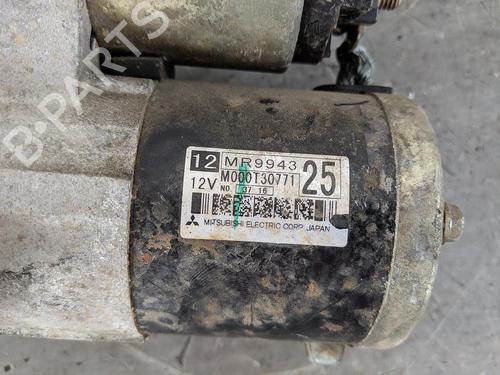 B-PARTS
12 MR9943 25
12V M000T30771
NO. 37 16
MITSUBISHI ELECTRIC CORP. JAPAN